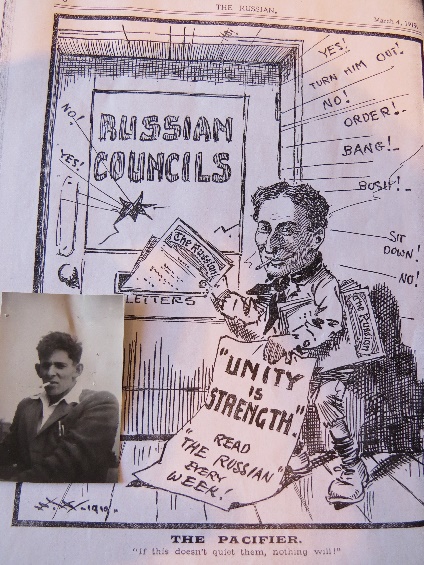 THE RUSSIAN.
March 4, 1919.
YES!
TURN HIM OUT!
NO!
ORDER!
BANG!
BOSH!
SIT
DOWN!
NO!
NO!
YES!
RUSSIAN
COUNCILS
The Russian
LETTERS
The Russian
"UNITY
IS
STRENGTH."
READ
"THE RUSSIAN"
EVERY
WEEK!
1919.
THE PACIFIER.
"If this doesn't quiet them, nothing will!"